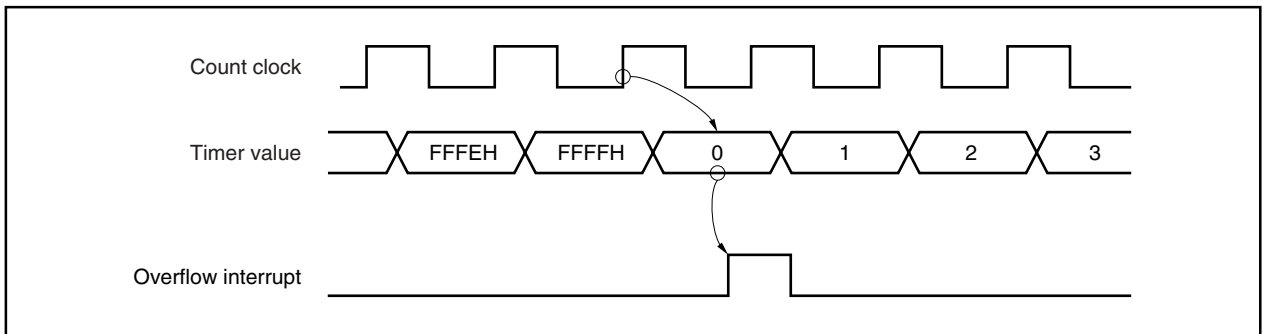 Count clock
Timer value FFFEH FFFFH 0 1 2 3
Overflow interrupt